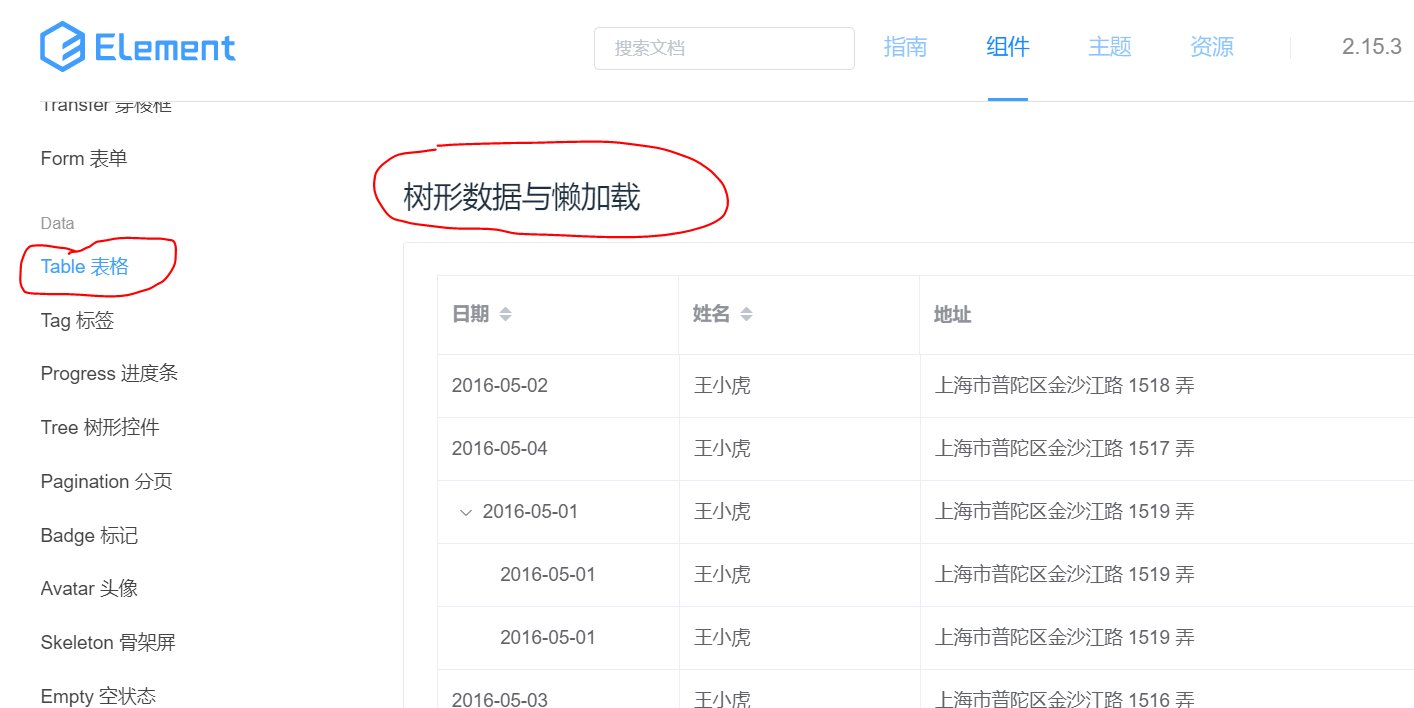 Element
搜索文档
指南
组件
主题
资源
2.15.3
Transfer 穿梭框
Form 表单
Data
Table 表格
Tag 标签
Progress 进度条
Tree 树形控件
Pagination 分页
Badge 标记
Avatar 头像
Skeleton 骨架屏
Empty 空状态
树形数据与懒加载
日期 姓名 地址
2016-05-02 王小虎 上海市普陀区金沙江路 1518 弄
2016-05-04 王小虎 上海市普陀区金沙江路 1517 弄
2016-05-01 王小虎 上海市普陀区金沙江路 1519 弄
2016-05-01 王小虎 上海市普陀区金沙江路 1519 弄
2016-05-01 王小虎 上海市普陀区金沙江路 1519 弄
2016-05-03 王小虎 上海市普陀区金沙江路 1516 弄